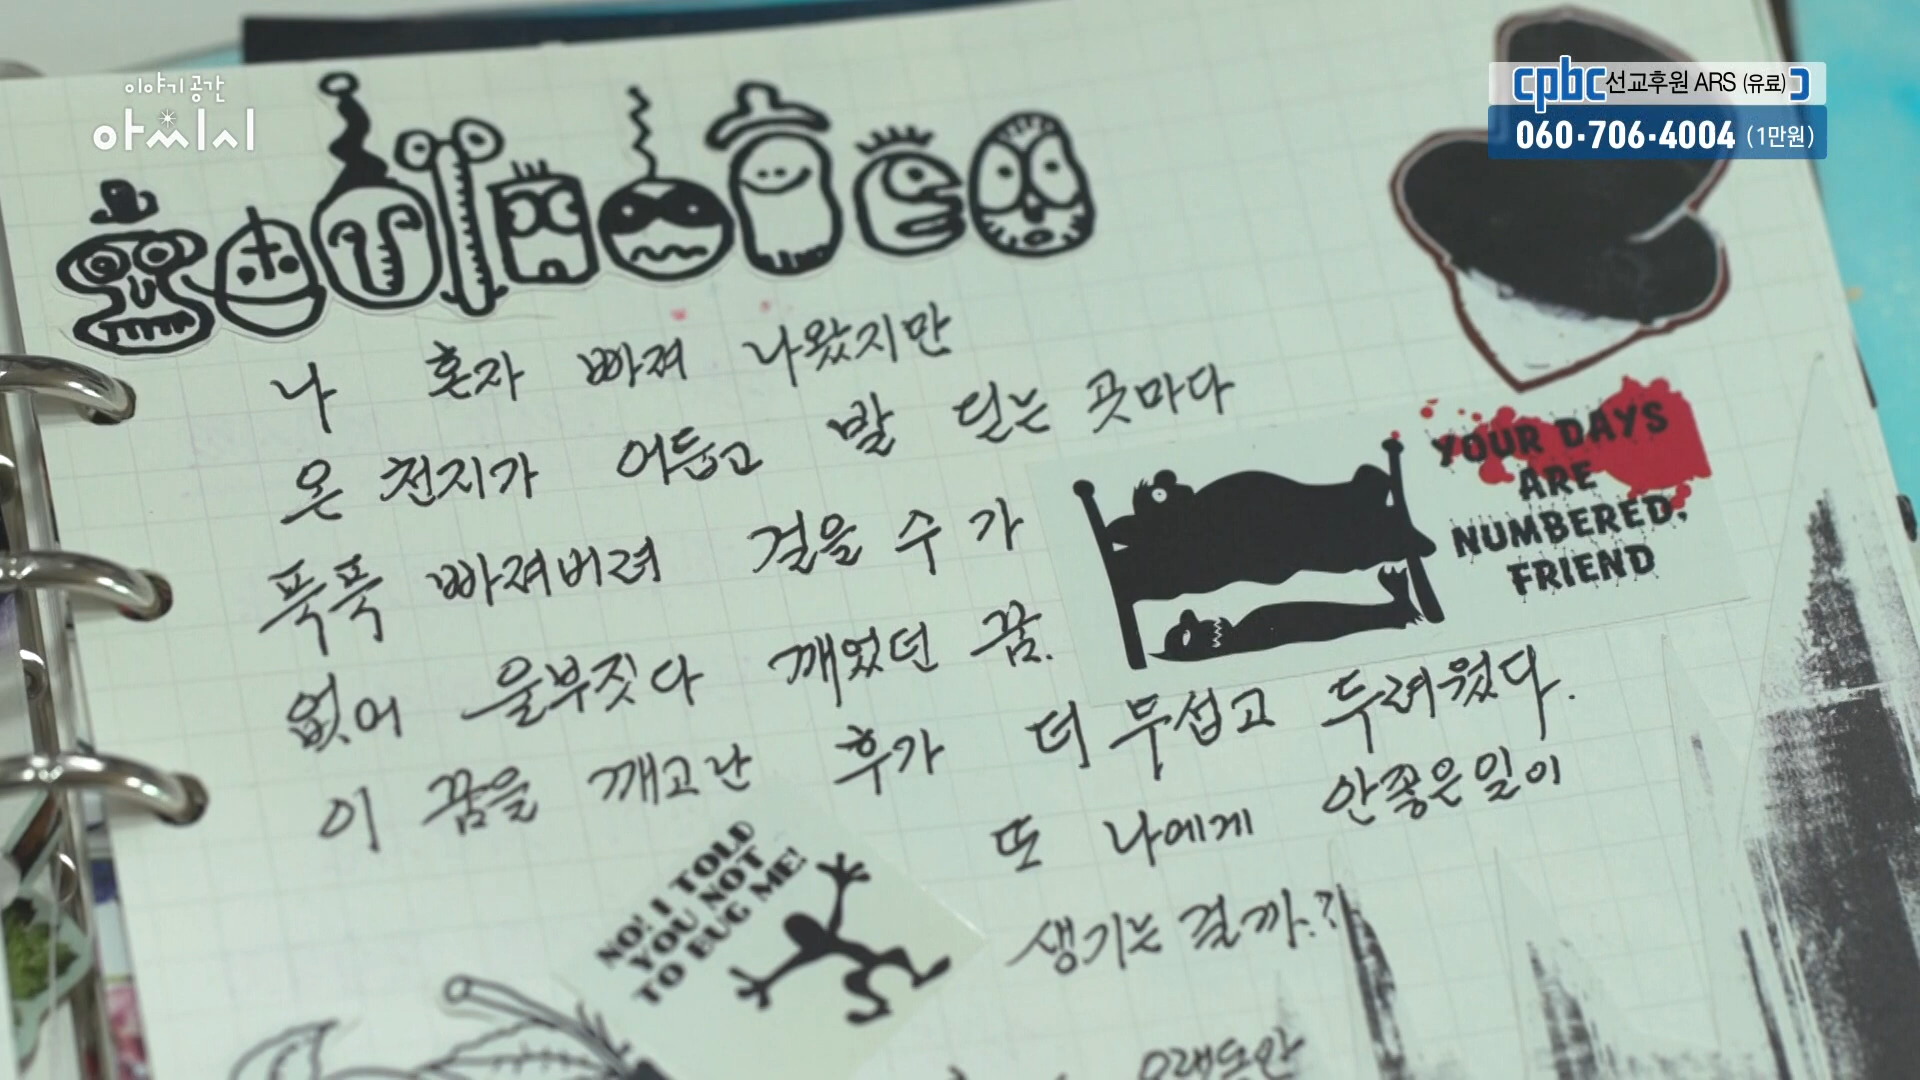 이야기 공간
아씨시
cpbc 선교후원 ARS (유료)
060·706·4004 (1만원)
나 혼자 빠져 나왔지만
온 천지가 어둡고 발 딛는 곳마다
푹푹 빠져버려 걸을 수 가
없어 울부짖다 깨었던 꿈.
이 꿈을 깨고난 후가 더 무섭고 두려웠다.
또 나에게 안좋은일이
생기는 걸까.?
YOUR DAYS
ARE
NUMBERED,
FRIEND
NO! I TOLD
YOU NOT
TO BUG ME!
오래도안